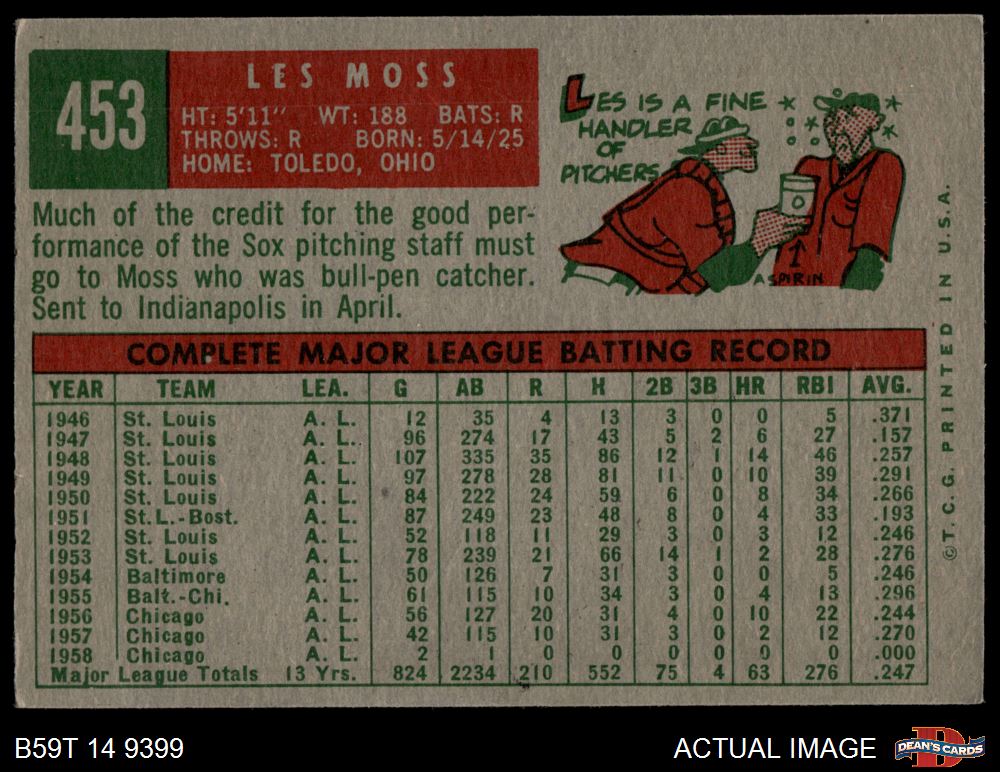 453
LES MOSS
HT: 5'11" WT: 188 BATS: R
THROWS: R BORN: 5/14/25
HOME: TOLEDO, OHIO
LES IS A FINE
HANDLER
OF
PITCHERS
ASPIRIN
Much of the credit for the good per-
formance of the Sox pitching staff must
go to Moss who was bull-pen catcher.
Sent to Indianapolis in April.
COMPLETE MAJOR LEAGUE BATTING RECORD
YEAR TEAM LEA. G AB R H 2B 3B HR RBI AVG.
1946 St. Louis A. L. 12 35 4 13 3 0 0 5 .371
1947 St. Louis A. L. 96 274 17 43 5 2 6 27 .157
1948 St. Louis A. L. 107 335 35 86 12 1 14 46 .257
1949 St. Louis A. L. 97 278 28 81 11 0 10 39 .291
1950 St. Louis A. L. 84 222 24 59 6 0 8 34 .266
1951 St.L.-Bost. A. L. 87 249 23 48 8 0 4 33 .193
1952 St. Louis A. L. 52 118 11 29 3 0 3 12 .246
1953 St. Louis A. L. 78 239 21 66 14 1 2 28 .276
1954 Baltimore A. L. 50 126 7 31 3 0 0 5 .246
1955 Balt.-Chi. A. L. 61 115 10 34 3 0 4 13 .296
1956 Chicago A. L. 56 127 20 31 4 0 10 22 .244
1957 Chicago A. L. 42 115 10 31 3 0 2 12 .270
1958 Chicago A. L. 2 1 0 0 0 0 0 0 .000
Major League Totals 13 Yrs. 824 2234 210 552 75 4 63 276 .247
© T. C. G. PRINTED IN U.S.A.
B59T 14 9399
ACTUAL IMAGE
D
DEAN'S CARDS